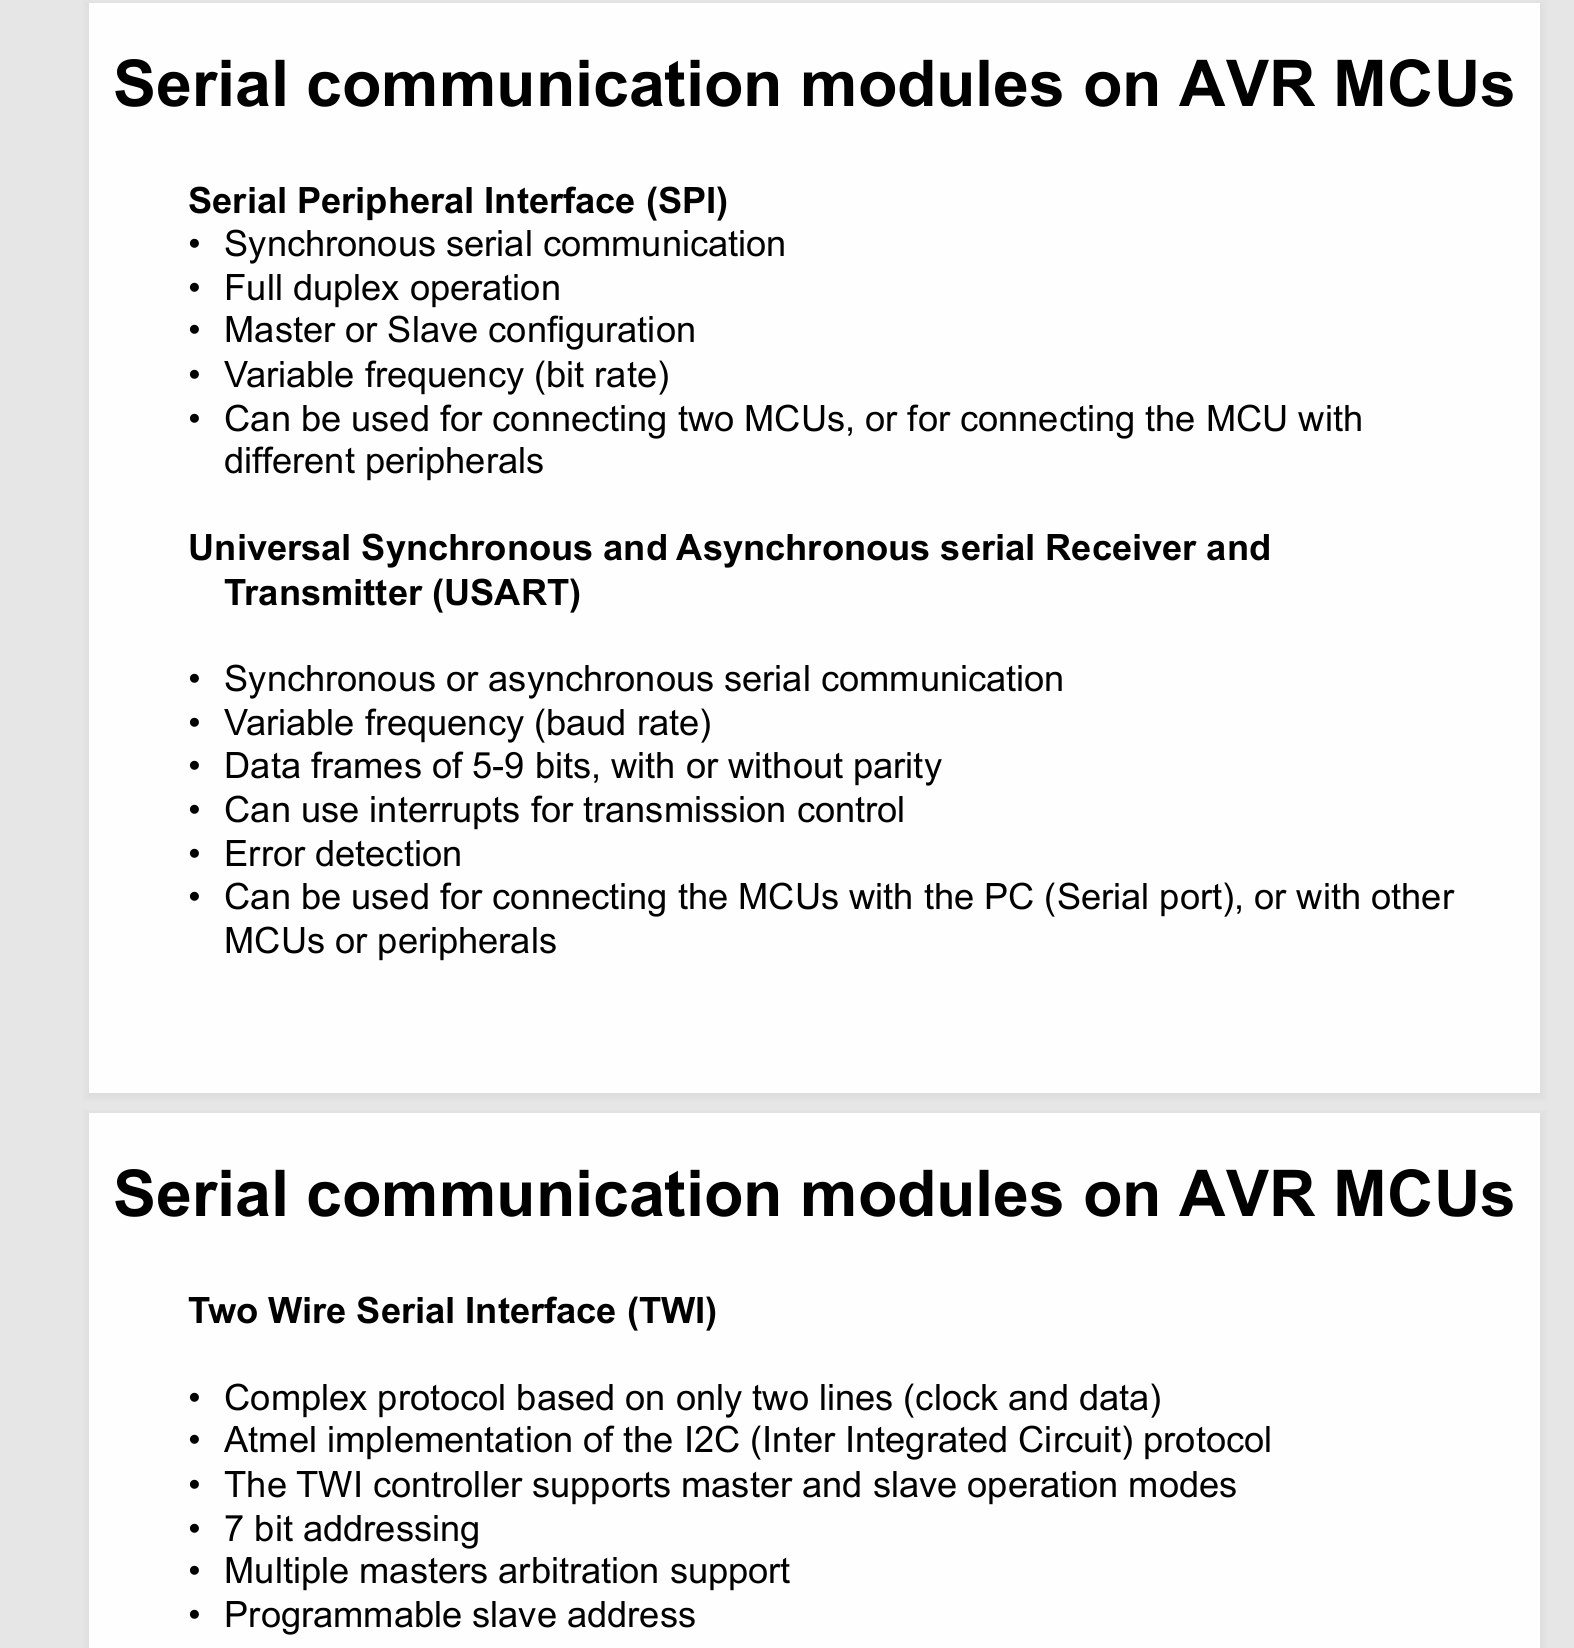 Serial communication modules on AVR MCUs
Serial Peripheral Interface (SPI)
• Synchronous serial communication
• Full duplex operation
• Master or Slave configuration
• Variable frequency (bit rate)
• Can be used for connecting two MCUs, or for connecting the MCU with
different peripherals
Universal Synchronous and Asynchronous serial Receiver and
Transmitter (USART)
• Synchronous or asynchronous serial communication
• Variable frequency (baud rate)
• Data frames of 5-9 bits, with or without parity
• Can use interrupts for transmission control
• Error detection
• Can be used for connecting the MCUs with the PC (Serial port), or with other
MCUs or peripherals
Serial communication modules on AVR MCUs
Two Wire Serial Interface (TWI)
• Complex protocol based on only two lines (clock and data)
• Atmel implementation of the I2C (Inter Integrated Circuit) protocol
• The TWI controller supports master and slave operation modes
• 7 bit addressing
• Multiple masters arbitration support
• Programmable slave address